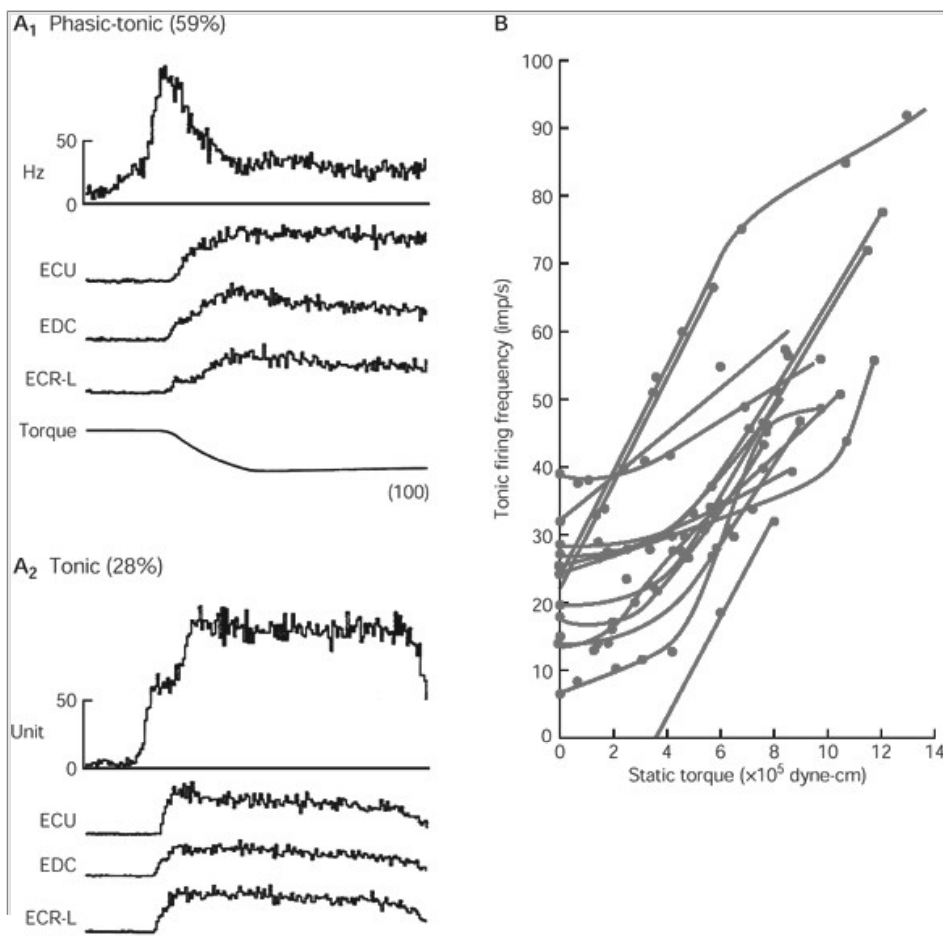 A1 Phasic-tonic (59%)
50
Hz
0
ECU
EDC
ECR-L
Torque
(100)
A2 Tonic (28%)
50
Unit
0
ECU
EDC
ECR-L
B
100
90
80
70
60
50
40
30
20
10
0
Tonic firing frequency (imp/s)
0 2 4 6 8 10 12 14
Static torque (×10⁵ dyne-cm)